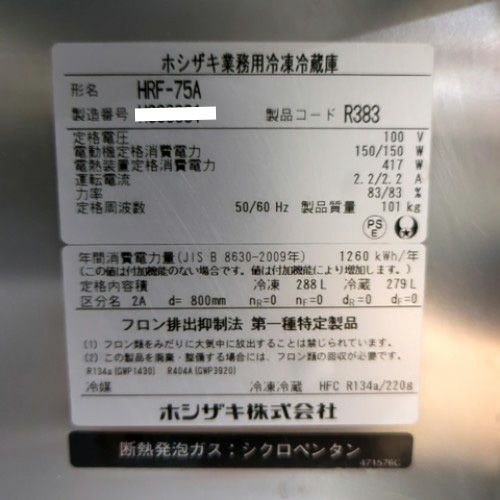 ホシザキ業務用冷凍冷蔵庫
形名 HRF-75A
製造番号
製品コード R383
定格電圧 100 V
電動機定格消費電力 150/150 W
電熱装置定格消費電力 417 W
運転電流 2.2/2.2 A
力率 83/83 %
定格周波数 50/60 Hz 製品質量 101 kg
PS
E
年間消費電力量(JIS B 8630-2009年) 1260 kWh/年
(この値は付加機能のない場合です。値は付加機能により増加します。)
定格内容積 冷凍 288 L 冷蔵 279 L
区分名 2A d= 800mm nR=0 nF=0 dR=0 dF=0
フロン排出抑制法 第一種特定製品
(1) フロン類をみだりに大気中に放出することは禁じられています。
(2) この製品を廃棄・整備する場合には、フロン類の回収が必要です。
R134a(GWP1430) R404A(GWP3920)
冷媒 冷凍冷蔵 HFC R134a/220g
ホシザキ株式会社
断熱発泡ガス：シクロペンタン
471576C